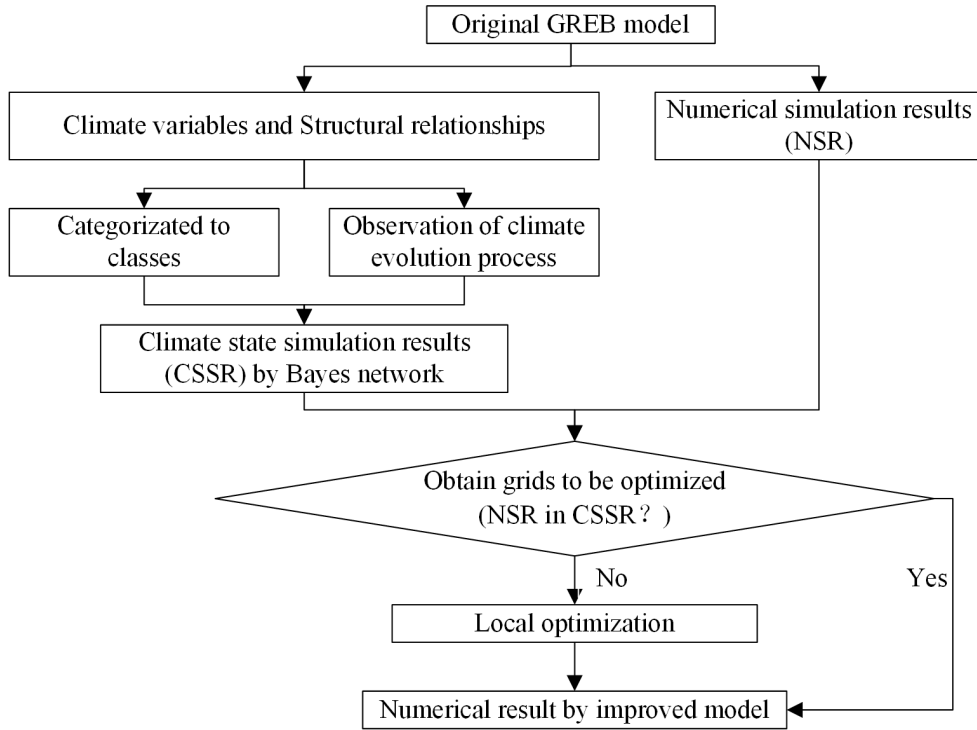 Original GREB model
Climate variables and Structural relationships
Numerical simulation results
(NSR)
Categorizated to
classes
Observation of climate
evolution process
Climate state simulation results
(CSSR) by Bayes network
Obtain grids to be optimized
(NSR in CSSR？)
No
Yes
Local optimization
Numerical result by improved model